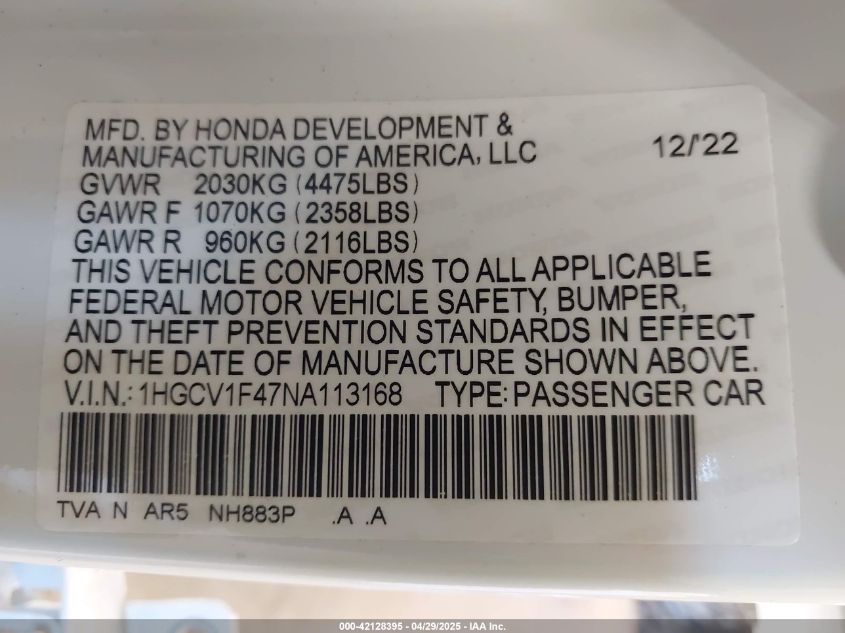 MFD. BY HONDA DEVELOPMENT &
MANUFACTURING OF AMERICA, LLC 12/'22
GVWR 2030KG (4475LBS)
GAWR F 1070KG (2358LBS)
GAWR R 960KG (2116LBS)
THIS VEHICLE CONFORMS TO ALL APPLICABLE
FEDERAL MOTOR VEHICLE SAFETY, BUMPER,
AND THEFT PREVENTION STANDARDS IN EFFECT
ON THE DATE OF MANUFACTURE SHOWN ABOVE.
V.I.N.: 1HGCV1F47NA113168 TYPE: PASSENGER CAR
TVA N AR5 NH883P .A .A
000-42128395 - 04/29/2025 - IAA Inc.